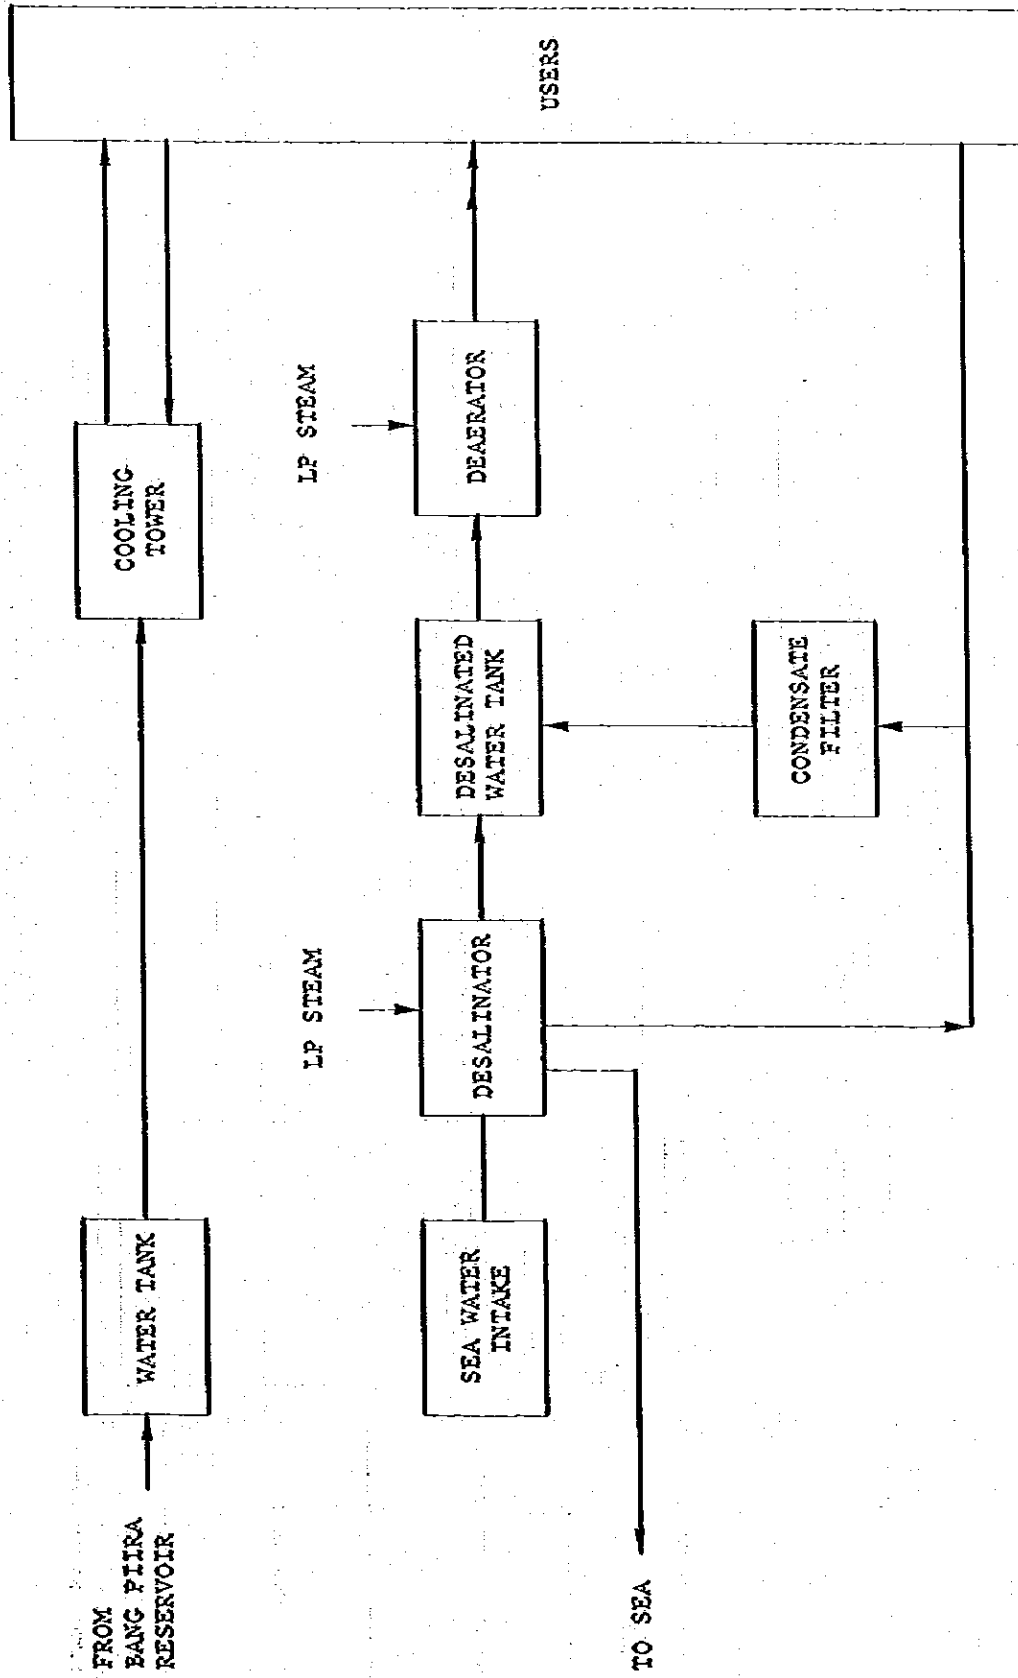 FROM
BANG PIIRA
RESERVOIR
WATER TANK
COOLING
TOWER
USERS
LP STEAM
LP STEAM
SEA WATER
INTAKE
DESALINATOR
DESALINATED
WATER TANK
DEAERATOR
TO SEA
CONDENSATE
FILTER